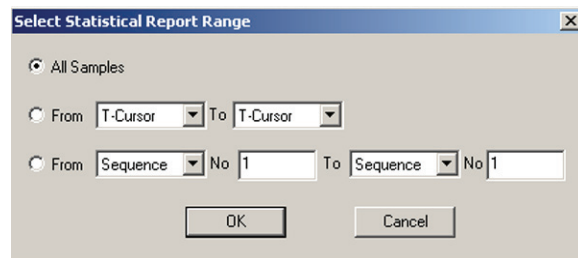 Select Statistical Report Range
All Samples
From T-Cursor To T-Cursor
From Sequence No 1 To Sequence No 1
OK Cancel